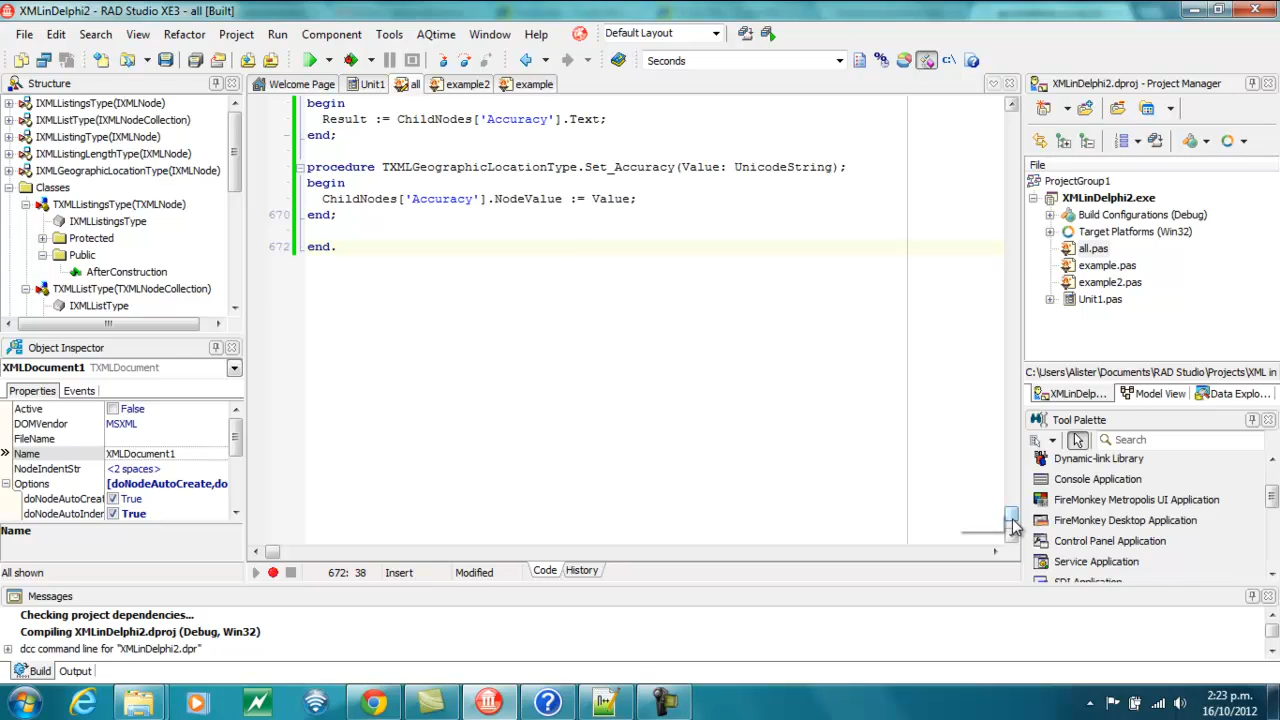 XMLinDelphi2 - RAD Studio XE3 - all [Built]
File Edit Search View Refactor Project Run Component Tools AQtime Window Help Default Layout
Seconds
Structure
IXMLListingsType(IXMLNode)
IXMLListType(IXMLNodeCollection)
IXMLListingType(IXMLNode)
IXMLListingLengthType(IXMLNode)
IXMLGeographicLocationType(IXMLNode)
Classes
TXMLListingsType(TXMLNode)
IXMLListingsType
Protected
Public
AfterConstruction
TXMLListType(TXMLNodeCollection)
IXMLListType
Object Inspector
XMLDocument1 TXMLDocument
Properties Events
Active False
DOMVendor MSXML
FileName
Name XMLDocument1
NodeIndentStr <2 spaces>
Options [doNodeAutoCreate,do
doNodeAutoCreat True
doNodeAutoInden True
Name
All shown
Welcome Page Unit1 all example2 example
begin
Result := ChildNodes['Accuracy'].Text;
end;
procedure TXMLGeographicLocationType.Set_Accuracy(Value: UnicodeString);
begin
ChildNodes['Accuracy'].NodeValue := Value;
670 end;
672 end.
672: 38 Insert Modified Code History
XMLinDelphi2.dproj - Project Manager
File
ProjectGroup1
XMLinDelphi2.exe
Build Configurations (Debug)
Target Platforms (Win32)
all.pas
example.pas
example2.pas
Unit1.pas
C:\Users\Alister\Documents\RAD Studio\Projects\XML in
XMLinDelp... Model View Data Explo...
Tool Palette
Search
Dynamic-link Library
Console Application
FireMonkey Metropolis UI Application
FireMonkey Desktop Application
Control Panel Application
Service Application
SDI Application
Messages
Checking project dependencies...
Compiling XMLinDelphi2.dproj (Debug, Win32)
dcc command line for "XMLinDelphi2.dpr"
Build Output
2:23 p.m.
16/10/2012